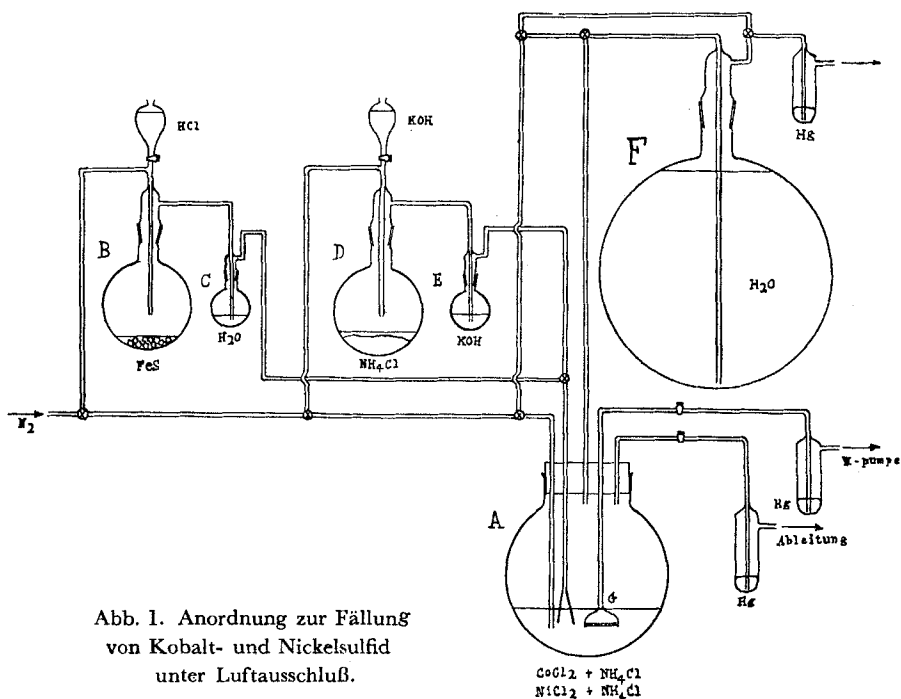 HCl
KOH
Hg
F
B
C
D
E
H2O
H2O
FeS
NH4Cl
KOH
N2
W-pumpe
Hg
A
Ableitung
G
Hg
Abb. 1. Anordnung zur Fällung
von Kobalt- und Nickelsulfid
unter Luftausschluß.
CoCl2 + NH4Cl
NiCl2 + NH4Cl